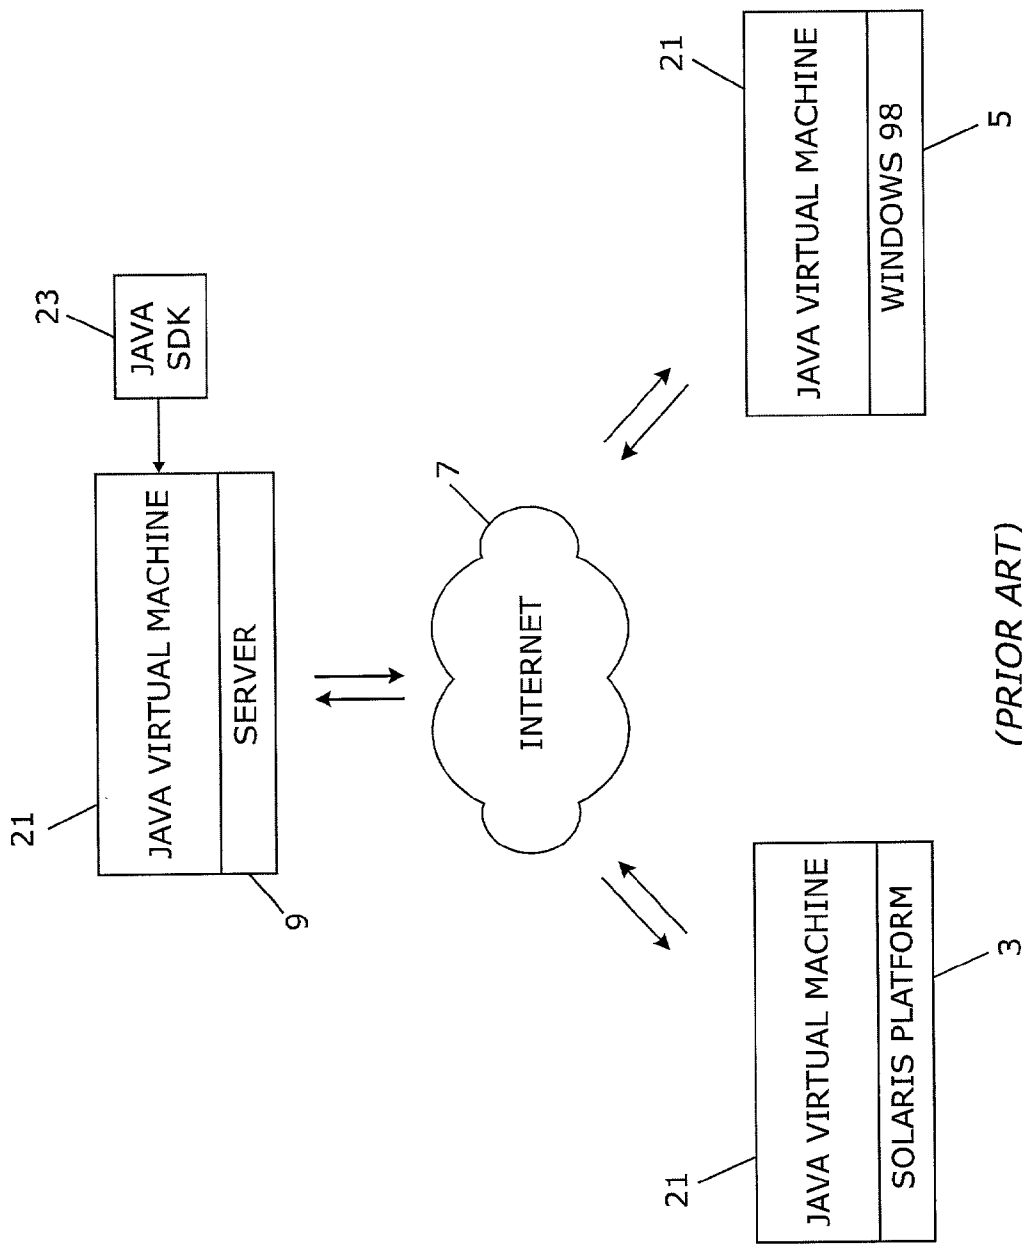 21
JAVA VIRTUAL MACHINE
SERVER
9
23
JAVA
SDK
7
INTERNET
21
JAVA VIRTUAL MACHINE
SOLARIS PLATFORM
3
21
JAVA VIRTUAL MACHINE
WINDOWS 98
5
(PRIOR ART)